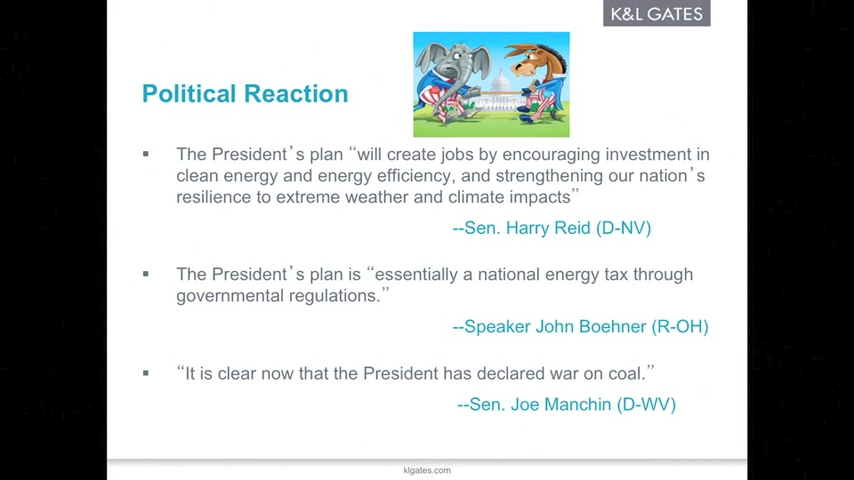 K&L GATES
Political Reaction
▪ The President’s plan “will create jobs by encouraging investment in
clean energy and energy efficiency, and strengthening our nation’s
resilience to extreme weather and climate impacts”
--Sen. Harry Reid (D-NV)
▪ The President’s plan is “essentially a national energy tax through
governmental regulations.”
--Speaker John Boehner (R-OH)
▪ “It is clear now that the President has declared war on coal.”
--Sen. Joe Manchin (D-WV)
klgates.com